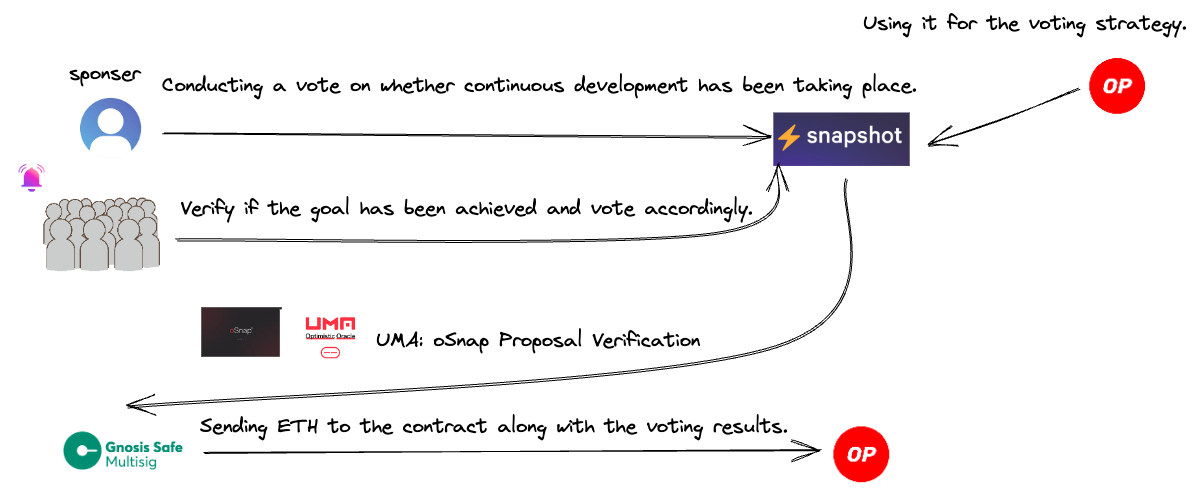 Using it for the voting strategy.
OP
sponser
Conducting a vote on whether continuous development has been taking place.
snapshot
Verify if the goal has been achieved and vote accordingly.
oSnap
UMA
Optimistic Oracle
UMA: oSnap Proposal Verification
Gnosis Safe
Multisig
Sending ETH to the contract along with the voting results.
OP